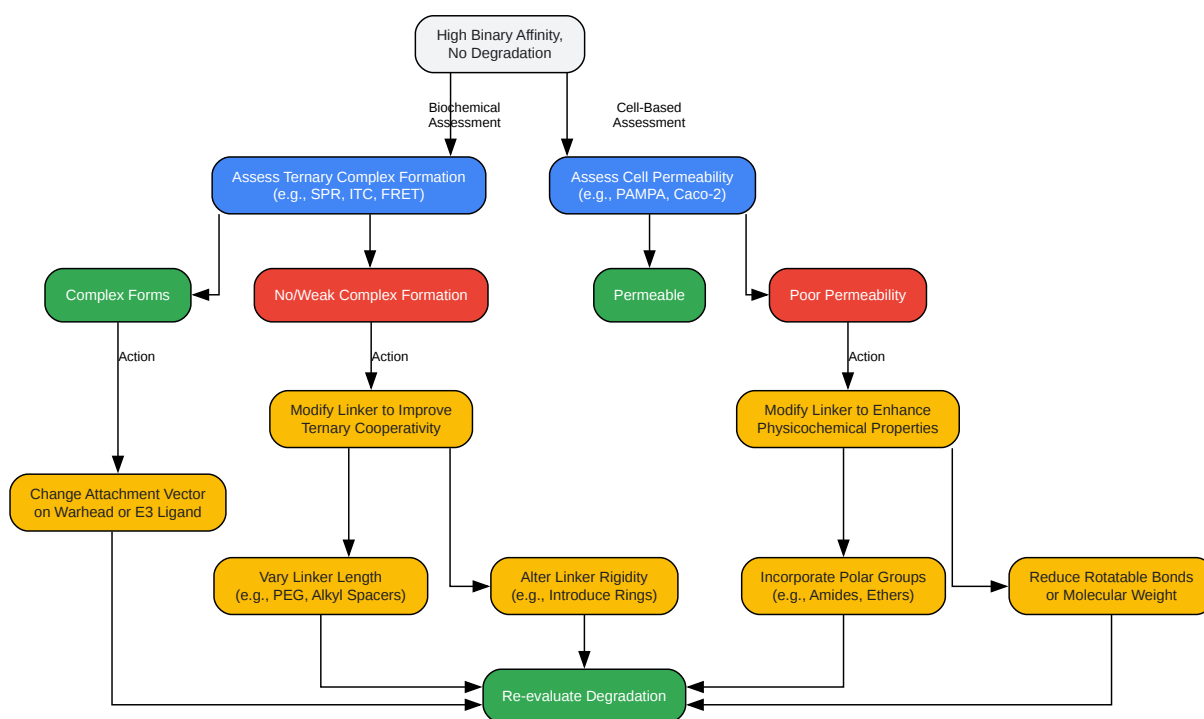 High Binary Affinity,
No Degradation
Biochemical
Assessment
Cell-Based
Assessment
Assess Ternary Complex Formation
(e.g., SPR, ITC, FRET)
Assess Cell Permeability
(e.g., PAMPA, Caco-2)
Complex Forms
No/Weak Complex Formation
Permeable
Poor Permeability
Action
Action
Action
Modify Linker to Improve
Ternary Cooperativity
Modify Linker to Enhance
Physicochemical Properties
Change Attachment Vector
on Warhead or E3 Ligand
Vary Linker Length
(e.g., PEG, Alkyl Spacers)
Alter Linker Rigidity
(e.g., Introduce Rings)
Incorporate Polar Groups
(e.g., Amides, Ethers)
Reduce Rotatable Bonds
or Molecular Weight
Re-evaluate Degradation